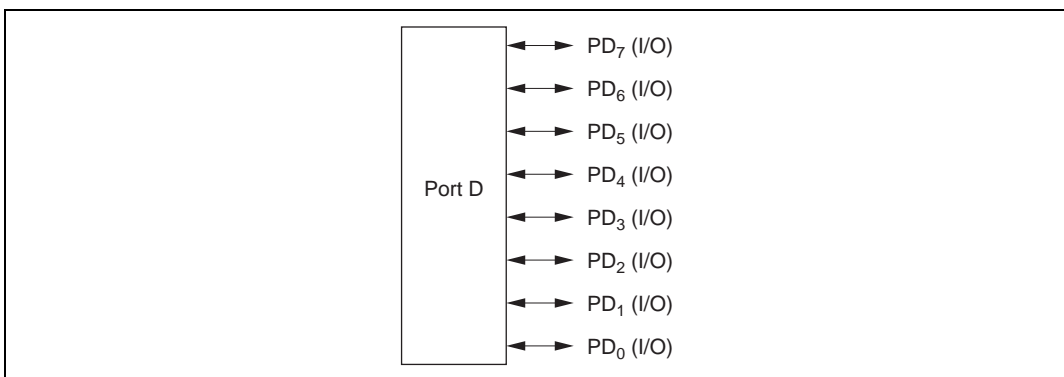 PD₇ (I/O)
PD₆ (I/O)
PD₅ (I/O)
PD₄ (I/O)
Port D
PD₃ (I/O)
PD₂ (I/O)
PD₁ (I/O)
PD₀ (I/O)